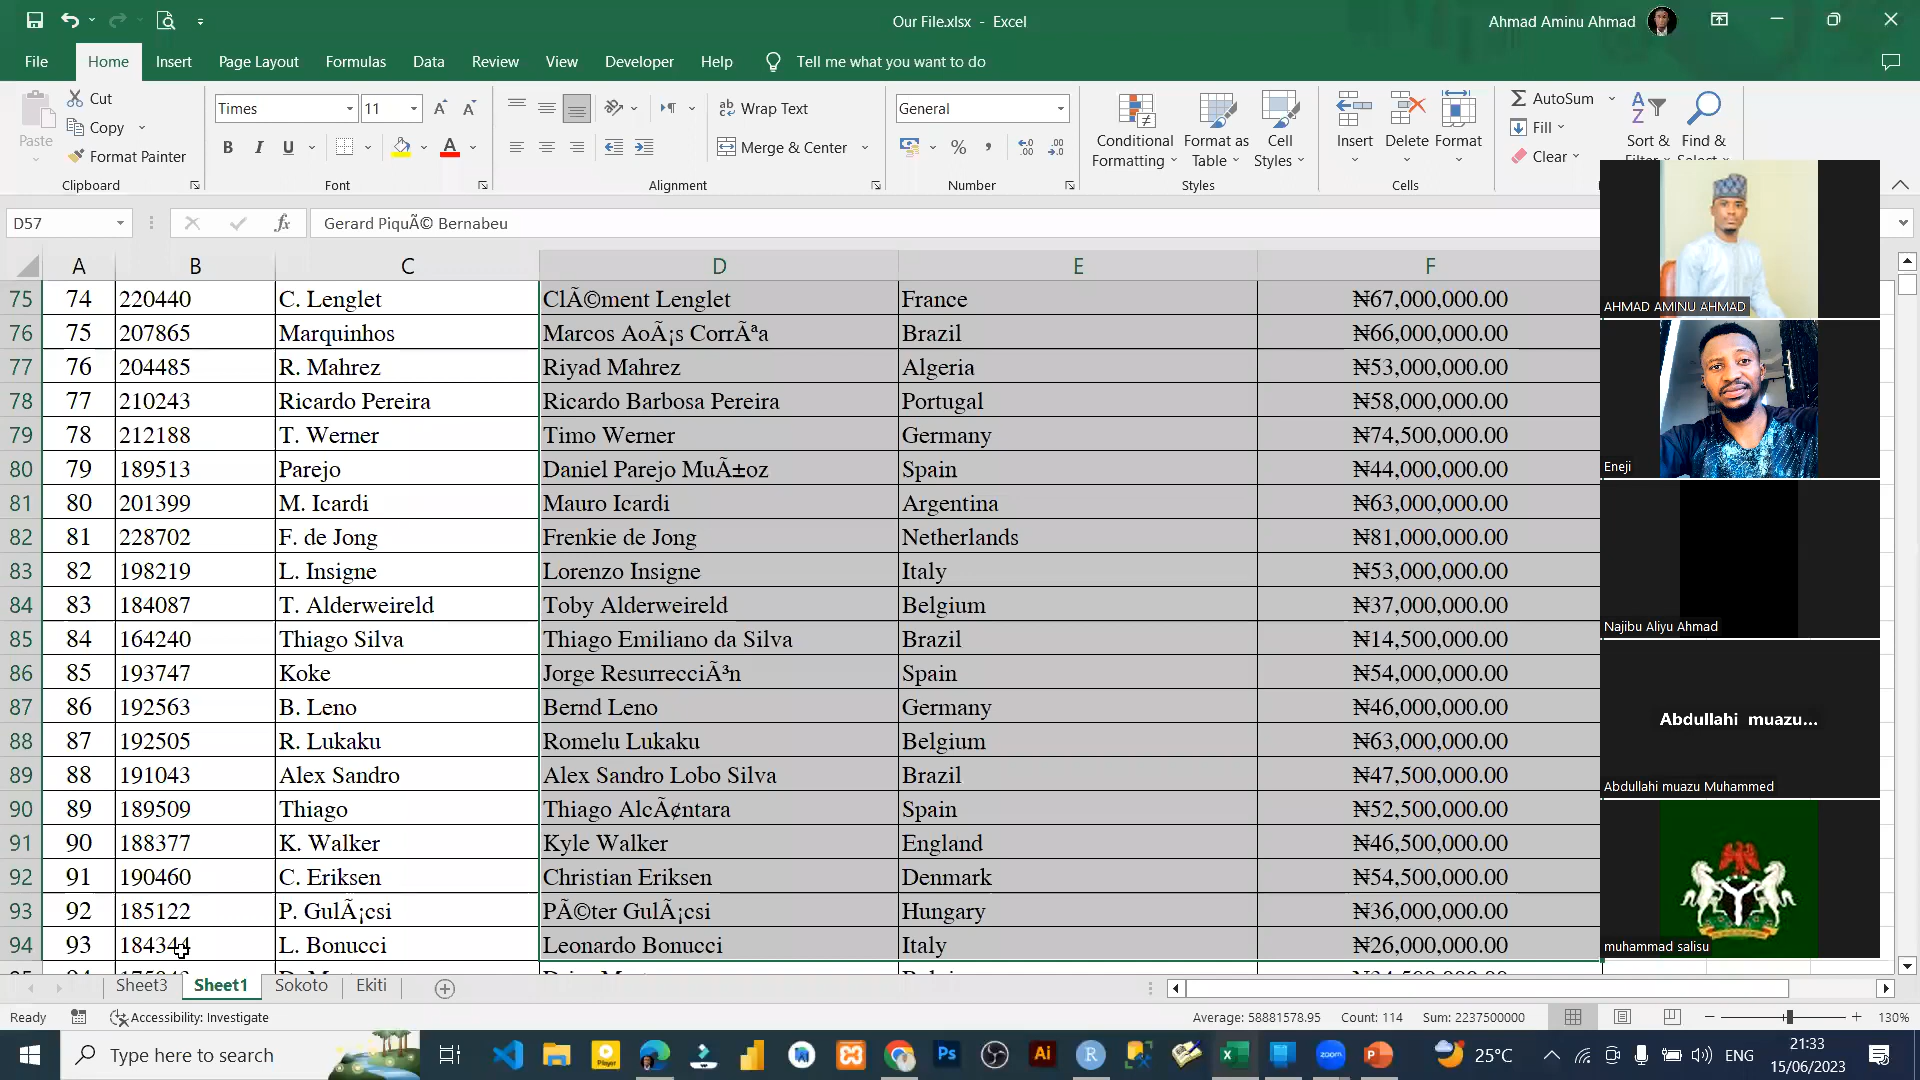 Our File.xlsx - Excel
Ahmad Aminu Ahmad
File Home Insert Page Layout Formulas Data Review View Developer Help Tell me what you want to do
Paste
Cut
Copy
Format Painter
Clipboard
Times 11
B I U
Font
Wrap Text
Merge & Center
Alignment
General
Number
Conditional Formatting
Format as Table
Cell Styles
Styles
Insert Delete Format
Cells
AutoSum
Fill
Clear
Sort &
Find &
D57 fx Gerard PiquÃ© Bernabeu
A B C D E F
75 74 220440 C. Lenglet ClÃ©ment Lenglet France ₦67,000,000.00
76 75 207865 Marquinhos Marcos AoÃ¡s CorrÃªa Brazil ₦66,000,000.00
77 76 204485 R. Mahrez Riyad Mahrez Algeria ₦53,000,000.00
78 77 210243 Ricardo Pereira Ricardo Barbosa Pereira Portugal ₦58,000,000.00
79 78 212188 T. Werner Timo Werner Germany ₦74,500,000.00
80 79 189513 Parejo Daniel Parejo MuÃ±oz Spain ₦44,000,000.00
81 80 201399 M. Icardi Mauro Icardi Argentina ₦63,000,000.00
82 81 228702 F. de Jong Frenkie de Jong Netherlands ₦81,000,000.00
83 82 198219 L. Insigne Lorenzo Insigne Italy ₦53,000,000.00
84 83 184087 T. Alderweireld Toby Alderweireld Belgium ₦37,000,000.00
85 84 164240 Thiago Silva Thiago Emiliano da Silva Brazil ₦14,500,000.00
86 85 193747 Koke Jorge ResurrecciÃ³n Spain ₦54,000,000.00
87 86 192563 B. Leno Bernd Leno Germany ₦46,000,000.00
88 87 192505 R. Lukaku Romelu Lukaku Belgium ₦63,000,000.00
89 88 191043 Alex Sandro Alex Sandro Lobo Silva Brazil ₦47,500,000.00
90 89 189509 Thiago Thiago AlcÃ¢ntara Spain ₦52,500,000.00
91 90 188377 K. Walker Kyle Walker England ₦46,500,000.00
92 91 190460 C. Eriksen Christian Eriksen Denmark ₦54,500,000.00
93 92 185122 P. GulÃ¡csi PÃ©ter GulÃ¡csi Hungary ₦36,000,000.00
94 93 184344 L. Bonucci Leonardo Bonucci Italy ₦26,000,000.00
AHMAD AMINU AHMAD
Eneji
Najibu Aliyu Ahmad
Abdullahi muazu...
Abdullahi muazu Muhammed
muhammad salisu
Sheet3 Sheet1 Sokoto Ekiti
Ready Accessibility: Investigate Average: 58881578.95 Count: 114 Sum: 2237500000 130%
Type here to search
25°C
ENG
21:33
15/06/2023